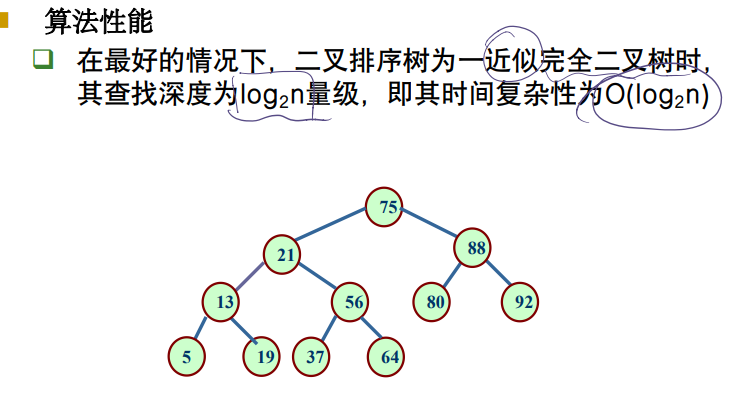 算法性能
在最好的情况下，二叉排序树为一近似完全二叉树时，
其查找深度为log₂n量级，即其时间复杂性为O(log₂n)
75
21 88
13 56 80 92
5 19 37 64